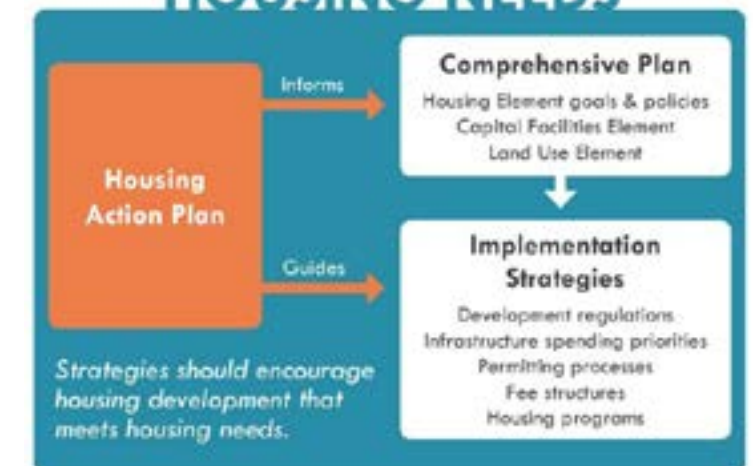 HOUSING NEEDS
Informs
Comprehensive Plan
Housing Element goals & policies
Capital Facilities Element
Land Use Element
Housing
Action Plan
Guides
Implementation
Strategies
Development regulations
Infrastructure spending priorities
Permitting processes
Fee structures
Housing programs
Strategies should encourage
housing development that
meets housing needs.